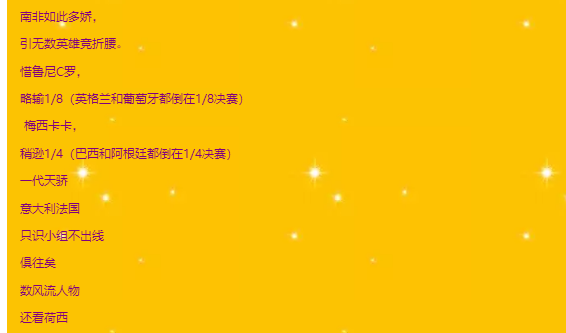 南非如此多娇，
引无数英雄竞折腰。
惜鲁尼C罗，
略输1/8（英格兰和葡萄牙都倒在1/8决赛）
梅西卡卡，
稍逊1/4（巴西和阿根廷都倒在1/4决赛）
一代天骄
意大利法国
只识小组不出线
俱往矣
数风流人物
还看荷西